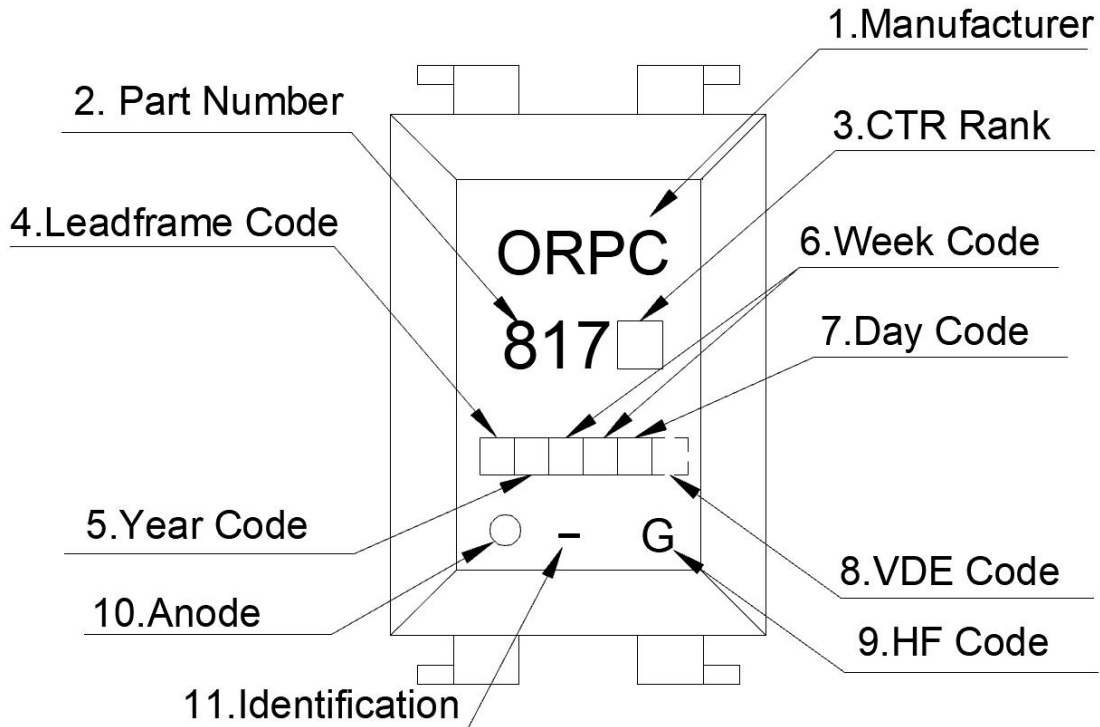 1.Manufacturer
2. Part Number
3.CTR Rank
4.Leadframe Code
6.Week Code
ORPC
817
7.Day Code
5.Year Code
– G
8.VDE Code
10.Anode
9.HF Code
11.Identification